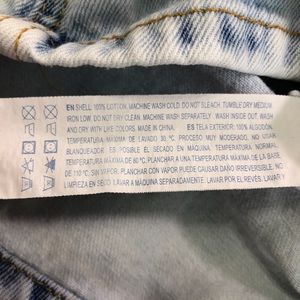 EN SHELL: 100% COTTON. MACHINE WASH COLD. DO NOT BLEACH. TUMBLE DRY MEDIUM.
IRON LOW. DO NOT DRY CLEAN. MACHINE WASH SEPARATELY. WASH INSIDE OUT. WASH
AND DRY WITH LIKE COLORS. MADE IN CHINA. ES TELA EXTERIOR: 100% ALGODÓN.
TEMPERATURA MÁXIMA DE LAVADO 30 ºC. PROCESO MUY MODERADO. NO USAR
BLANQUEADOR. ES POSIBLE EL SECADO EN MÁQUINA. TEMPERATURA NORMAL.
TEMPERATURA MÁXIMA DE 60 ºC. PLANCHAR A UNA TEMPERATURA MÁXIMA DE LA BASE
DE 110 ºC. SIN VAPOR. PLANCHAR CON VAPOR PUEDE CAUSAR DAÑO IRREVERSIBLE. NO
LIMPIEZA EN SECO. LAVAR A MÁQUINA SEPARADAMENTE. LAVAR POR EL REVÉS. LAVAR Y